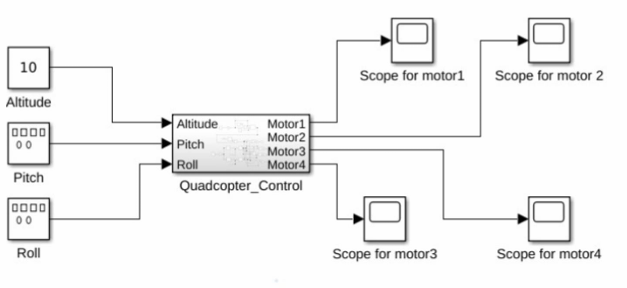 10
Altitude
Pitch
Roll
Altitude
Pitch
Roll
Motor1
Motor2
Motor3
Motor4
Quadcopter_Control
Scope for motor1
Scope for motor 2
Scope for motor3
Scope for motor4